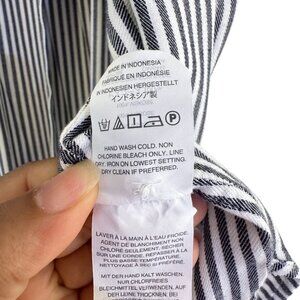 MADE IN INDONESIA
FABRIQUÉ EN INDONÉSIE
インドネシア製
HAND WASH COLD. NON
CHLORINE BLEACH ONLY. LINE
DRY. IRON ON LOWEST SETTING.
DRY CLEAN IF PREFERRED.
LAVER À LA MAIN À L'EAU FROIDE.
AGENT DE BLANCHIMENT NON
CHLORÉ SEULEMENT. SÉCHER
SUR UNE CORDE. REPASSER À
TEMPÉRATURE MINIMALE.
NETTOYAGE À SEC SI PRÉFÉRÉ.
MIT DER HAND KALT WASCHEN.
NUR CHLORFREIES
BLEICHMITTEL VERWENDEN. AUF
DER LEINE TROCKNEN. BEI